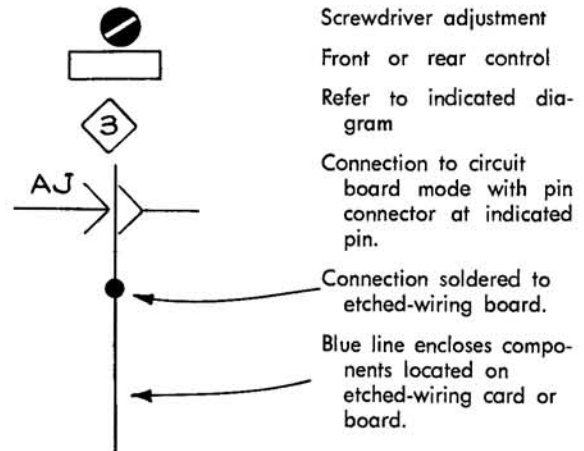 Screwdriver adjustment
Front or rear control
Refer to indicated dia-
gram
3
Connection to circuit
board mode with pin
connector at indicated
pin.
AJ
Connection soldered to
etched-wiring board.
Blue line encloses compo-
nents located on
etched-wiring card or
board.